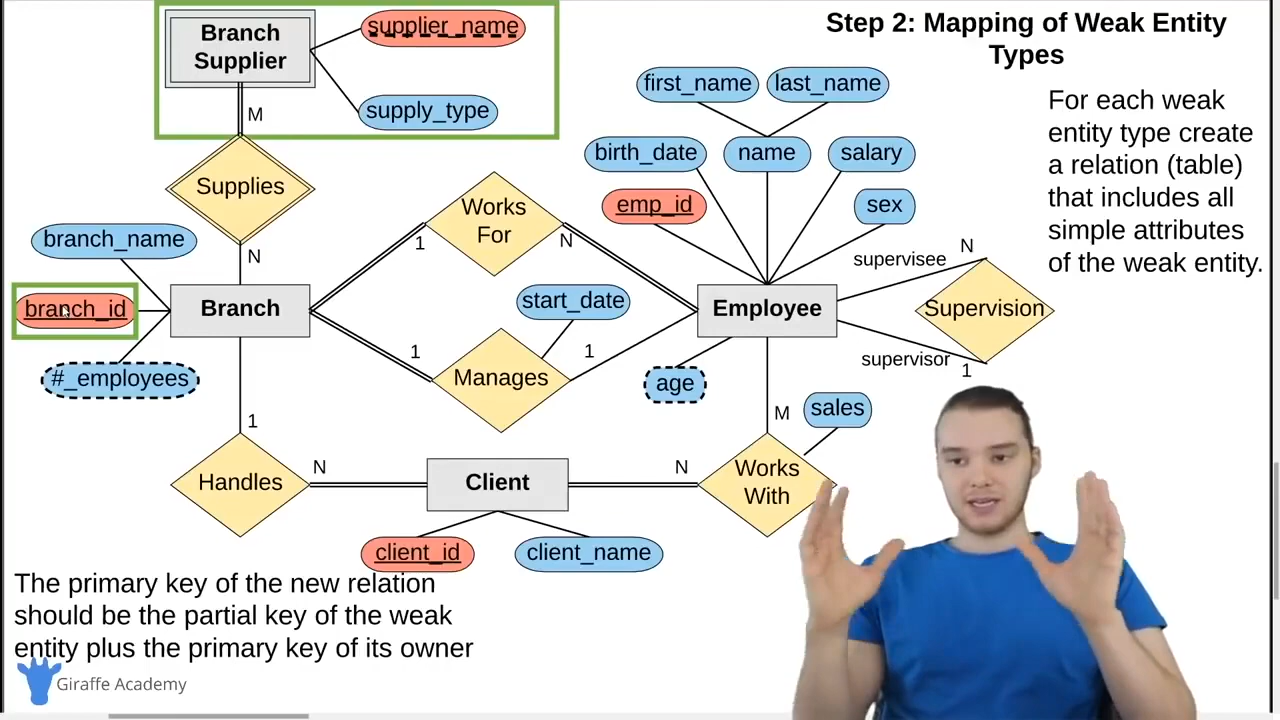 Step 2: Mapping of Weak Entity
Types
For each weak
entity type create
a relation (table)
that includes all
simple attributes
of the weak entity.
Branch
Supplier
supplier_name
supply_type
M
Supplies
N
branch_name
branch_id
#_employees
Branch
Works
For
1
N
start_date
Manages
1
1
first_name
last_name
birth_date
name
salary
emp_id
sex
Employee
age
supervisee
N
Supervision
supervisor
1
M
sales
Works
With
N
Client
client_id
client_name
N
Handles
1
The primary key of the new relation
should be the partial key of the weak
entity plus the primary key of its owner
Giraffe Academy